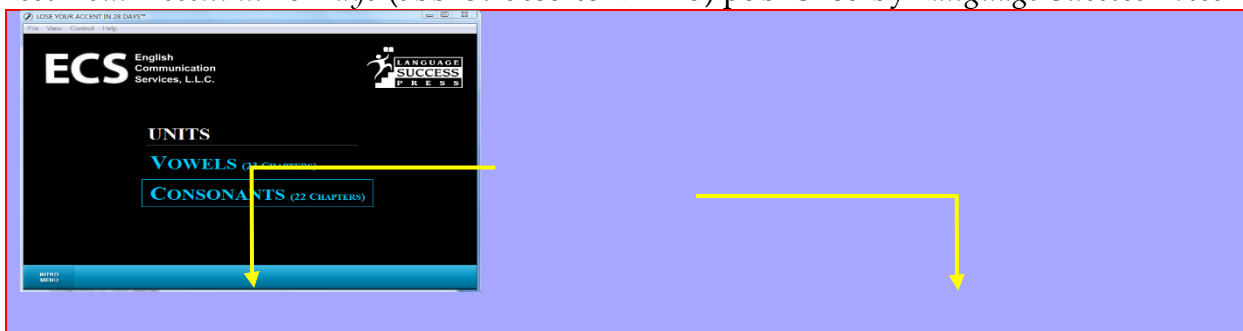 LOSE YOUR ACCENT IN 28 DAYS™
File View Control Help
ECS English
Communication
Services, L.L.C.
LANGUAGE
SUCCESS
PRESS
UNITS
VOWELS
CONSONANTS (22 CHAPTERS)
INTRO
MENU